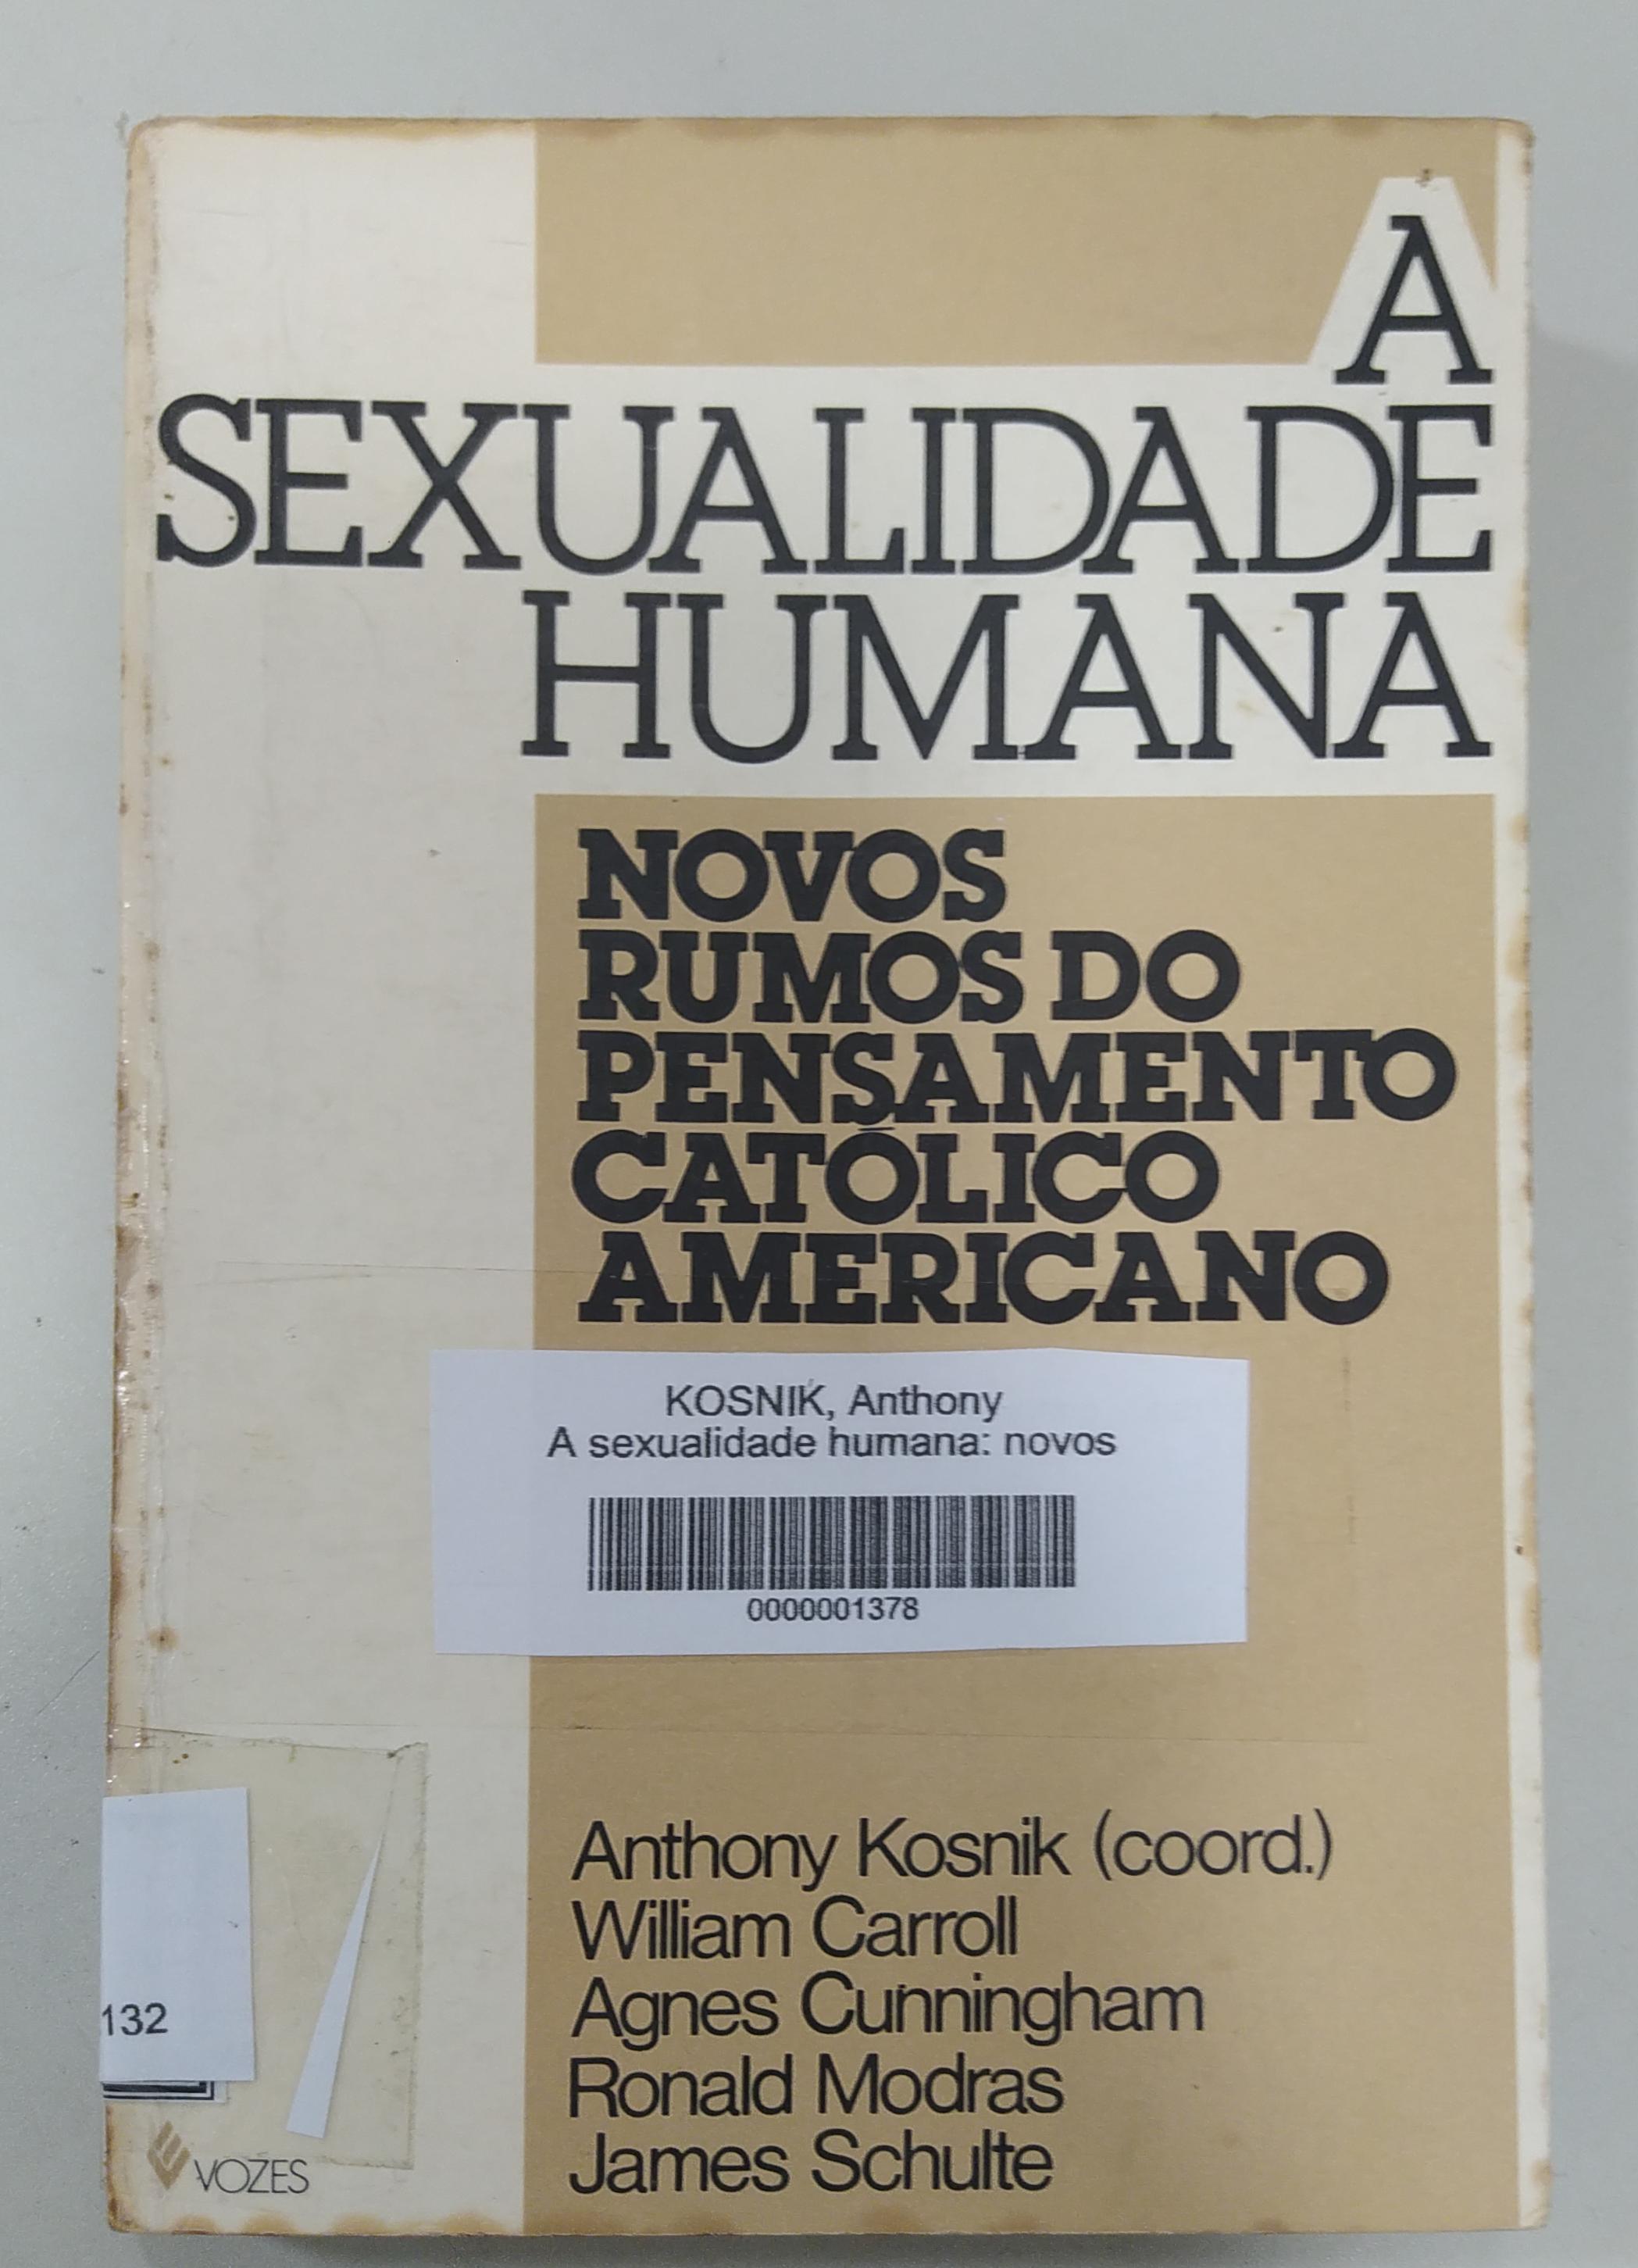 A
SEXUALIDADE
HUMANA
NOVOS
RUMOS DO
PENSAMENTO
CATÓLICO
AMERICANO
KOSNIK, Anthony
A sexualidade humana: novos
0000001378
Anthony Kosnik (coord.)
William Carroll
Agnes Cunningham
Ronald Modras
James Schulte
132
VOZES